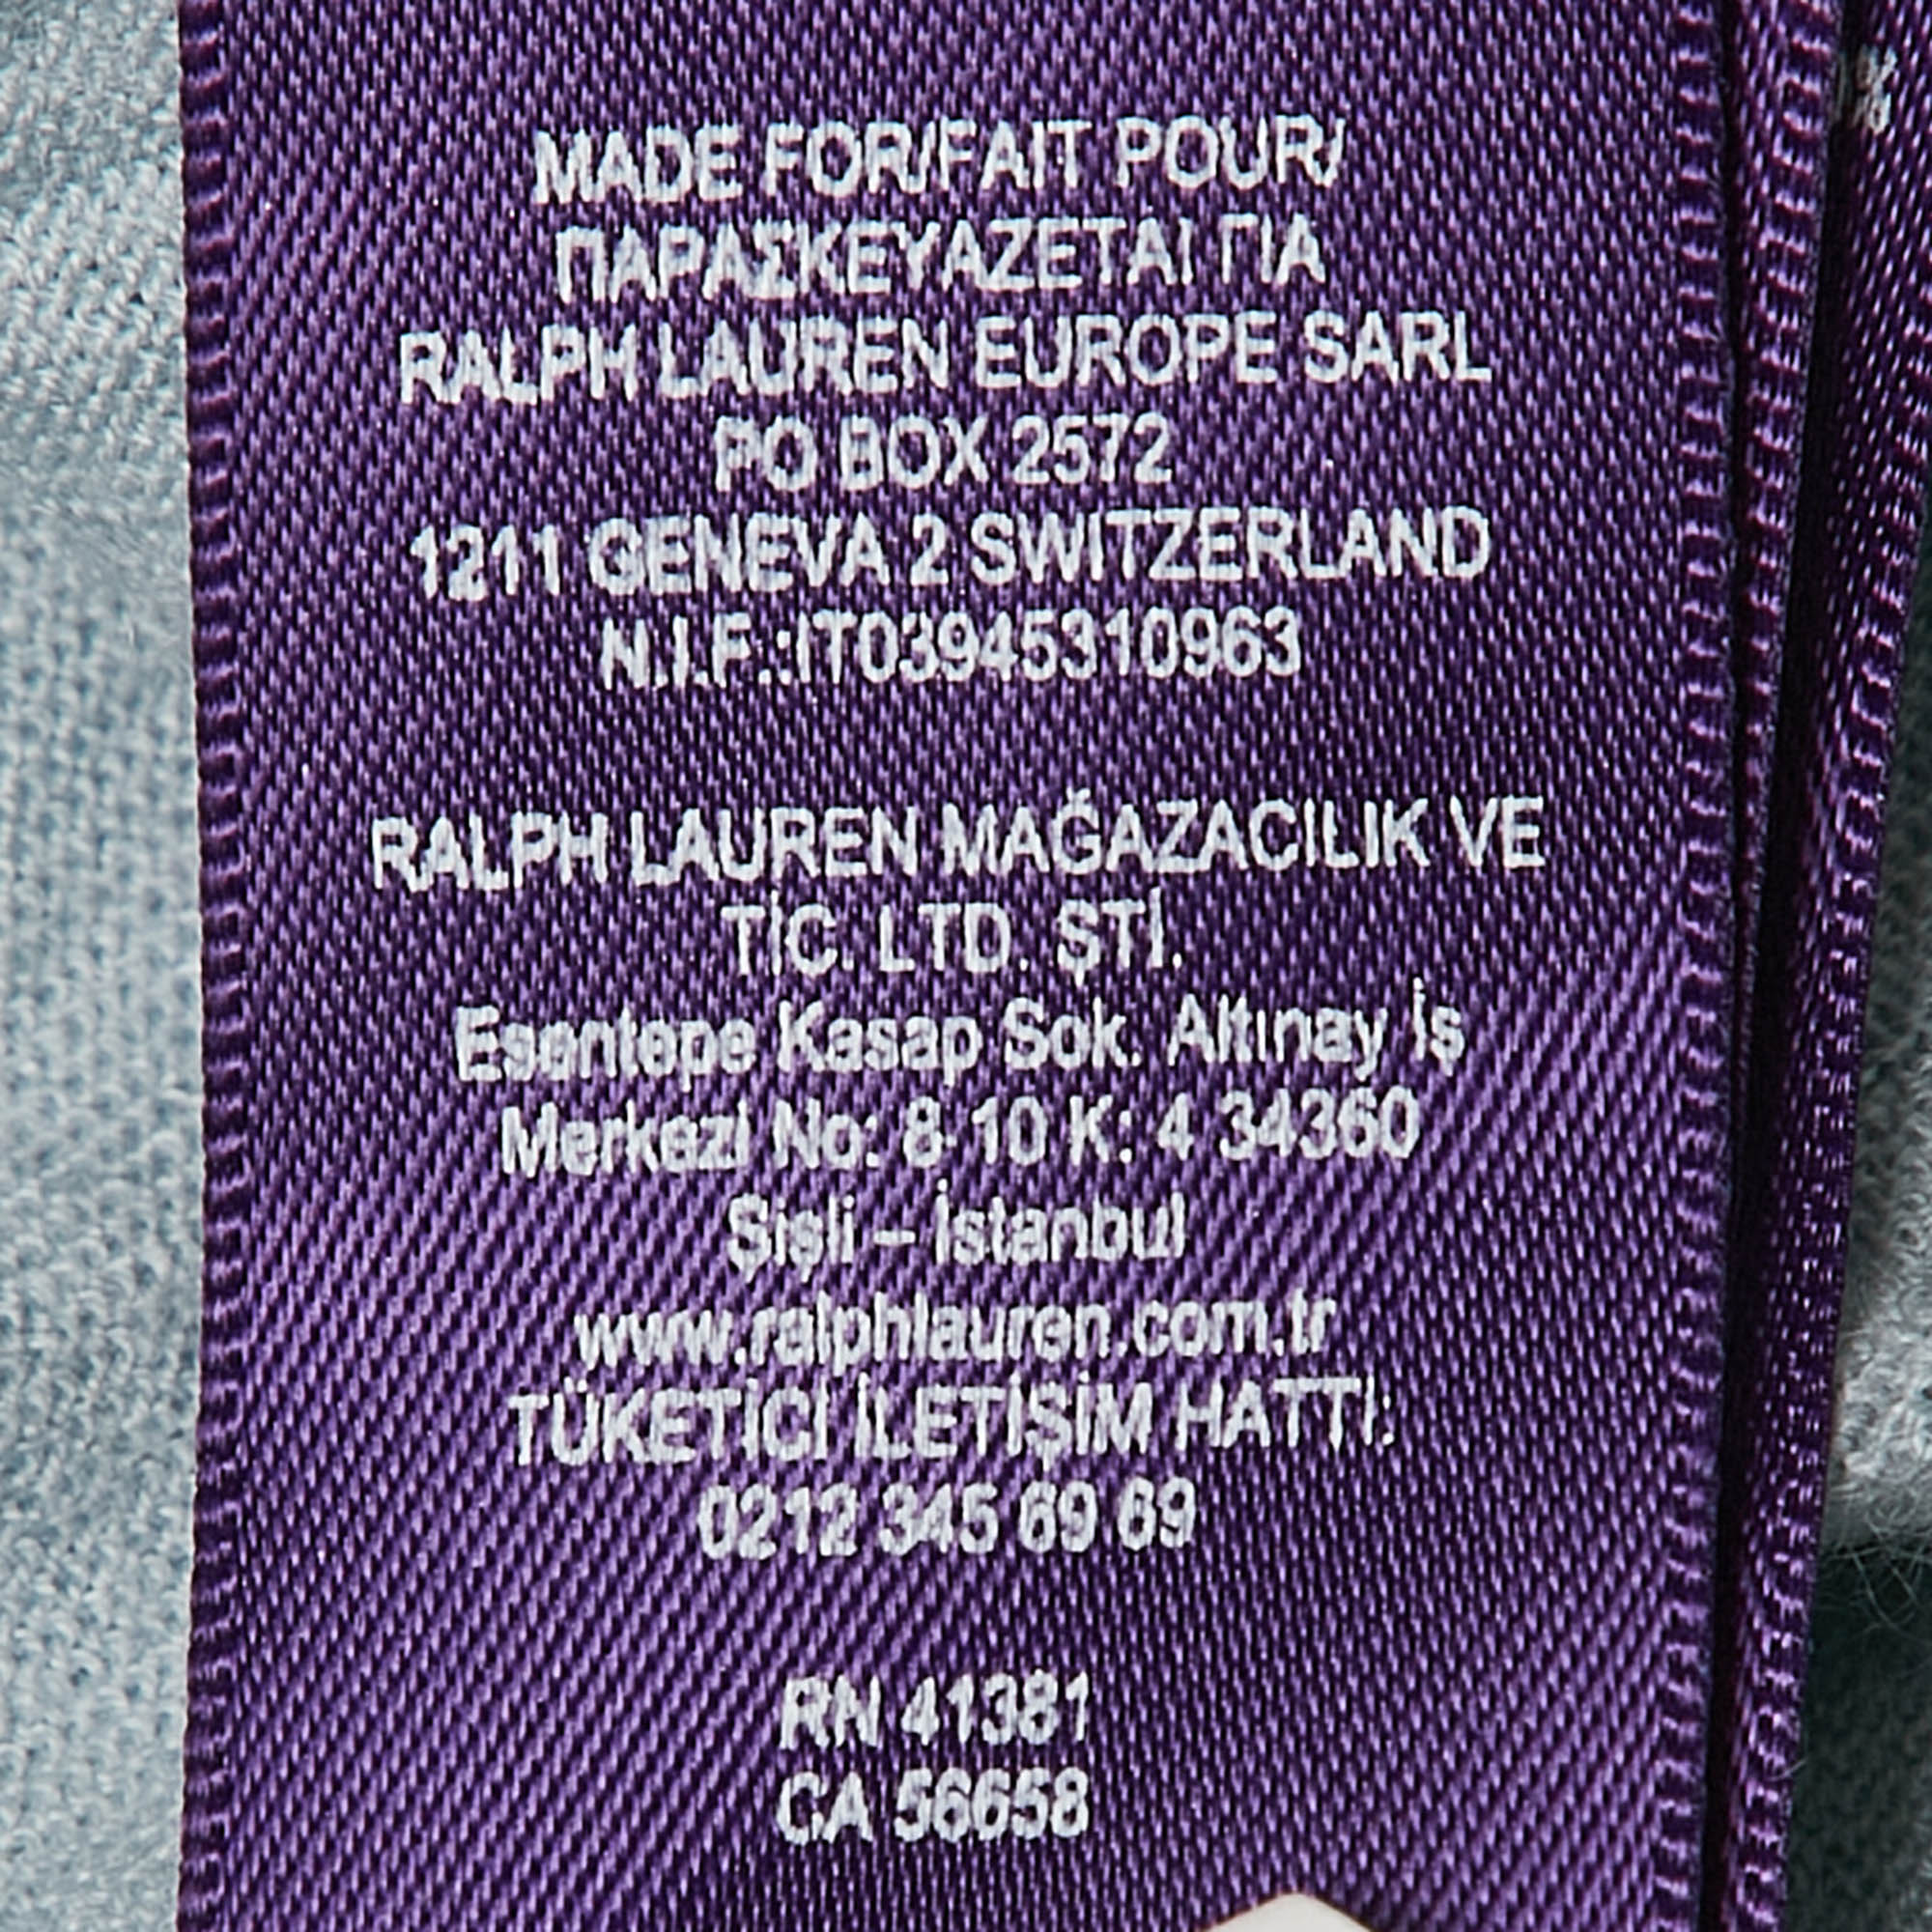 MADE FOR/FAIT POUR/
ΠΑΡΑΣΚΕΥΑΖΕΤΑΙ ΓΙΑ
RALPH LAUREN EUROPE SARL
PO BOX 2572
1211 GENEVA 2 SWITZERLAND
N.I.F.:IT03945310963
RALPH LAUREN MAĞAZACILIK VE
TİC. LTD. ŞTİ.
Esentepe Kasap Sok. Altınay İş
Merkezi No: 8-10 K: 4 34360
Şişli – İstanbul
www.ralphlauren.com.tr
TÜKETİCİ İLETİŞİM HATTI:
0212 345 69 69
RN 41381
CA 56658